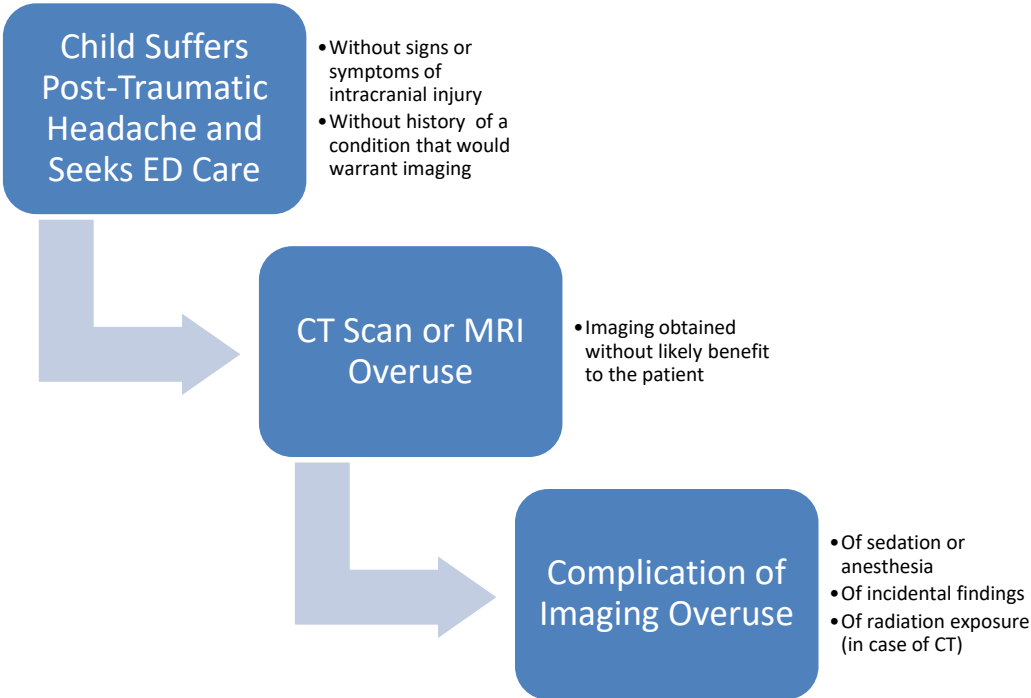 Child Suffers
Post-Traumatic
Headache and
Seeks ED Care
•Without signs or
symptoms of
intracranial injury
•Without history of a
condition that would
warrant imaging
CT Scan or MRI
Overuse
•Imaging obtained
without likely benefit
to the patient
Complication of
Imaging Overuse
•Of sedation or
anesthesia
•Of incidental findings
•Of radiation exposure
(in case of CT)